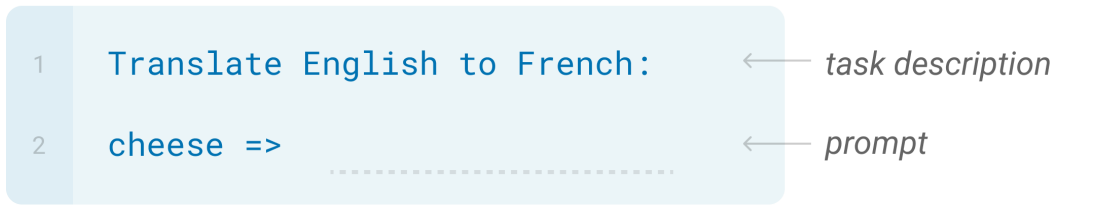 1 Translate English to French: task description
2 cheese => prompt